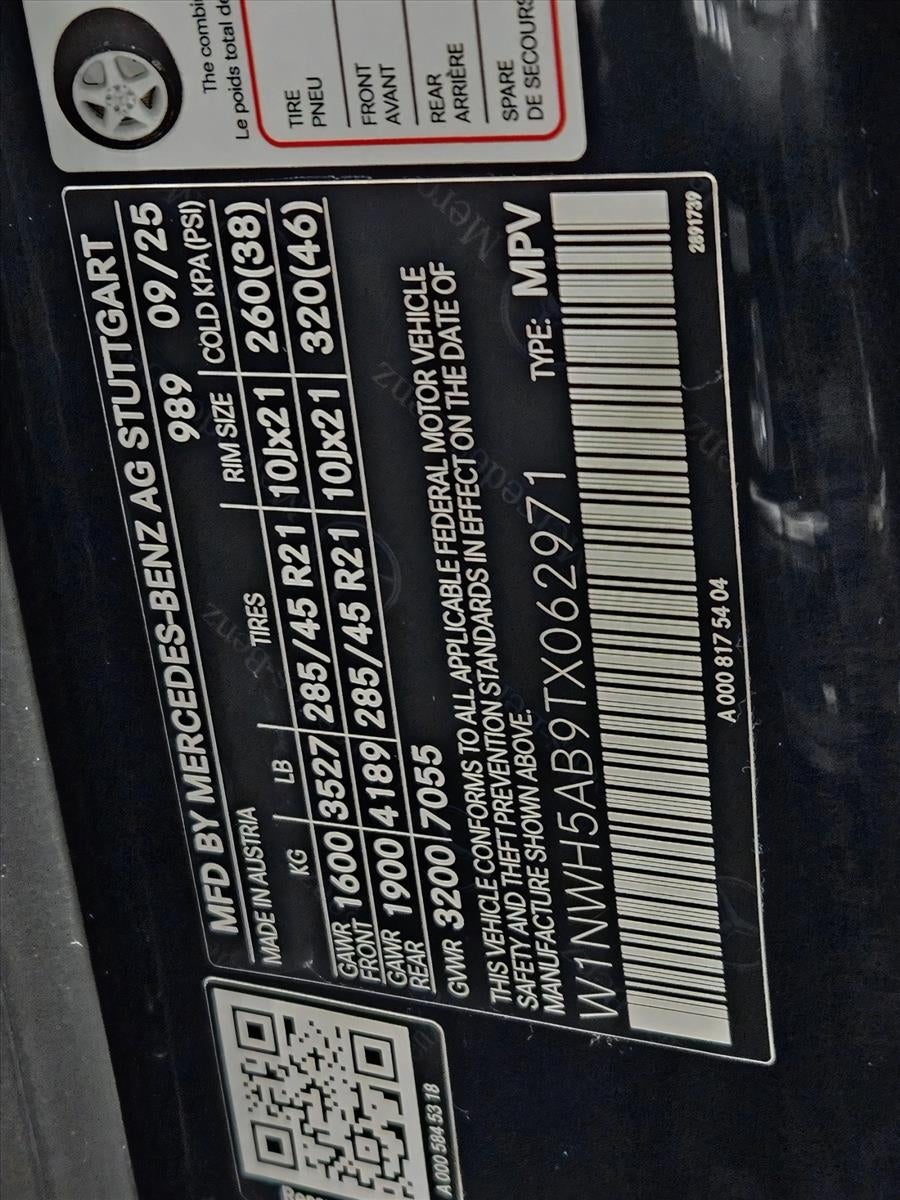 The combin
Le poids total de
TIRE
PNEU
FRONT
AVANT
REAR
ARRIÈRE
SPARE
DE SECOURS
MFD BY MERCEDES-BENZ AG STUTTGART
989 09/25
MADE IN AUSTRIA
KG LB TIRES RIM SIZE COLD KPA(PSI)
GAWR FRONT 1600 3527 285/45 R21 10Jx21 260(38)
GAWR REAR 1900 4189 285/45 R21 10Jx21 320(46)
GVWR 3200 7055
THIS VEHICLE CONFORMS TO ALL APPLICABLE FEDERAL MOTOR VEHICLE
SAFETY AND THEFT PREVENTION STANDARDS IN EFFECT ON THE DATE OF
MANUFACTURE SHOWN ABOVE.
W1NWH5AB9TX062971 TYPE: MPV
A 000 817 54 04
2891739
A 000 584 53 18